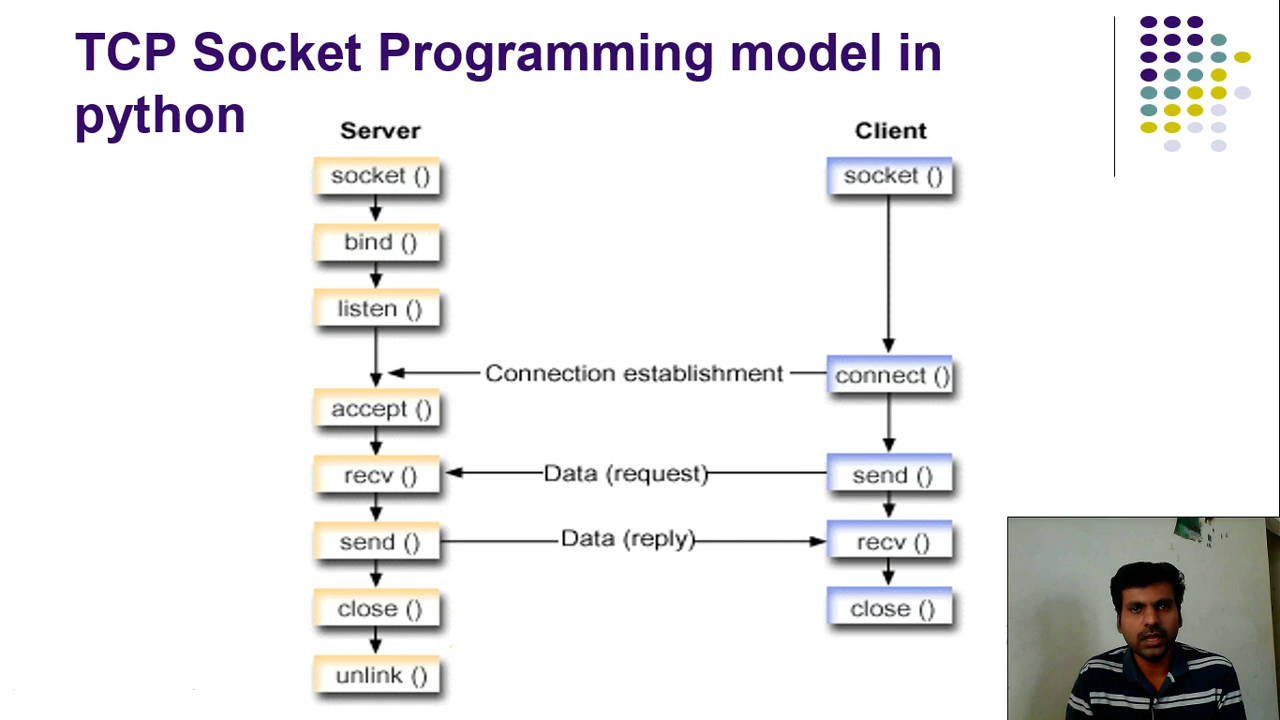 TCP Socket Programming model in
python
Server
Client
socket ()
socket ()
bind ()
listen ()
Connection establishment
connect ()
accept ()
recv ()
Data (request)
send ()
send ()
Data (reply)
recv ()
close ()
close ()
unlink ()